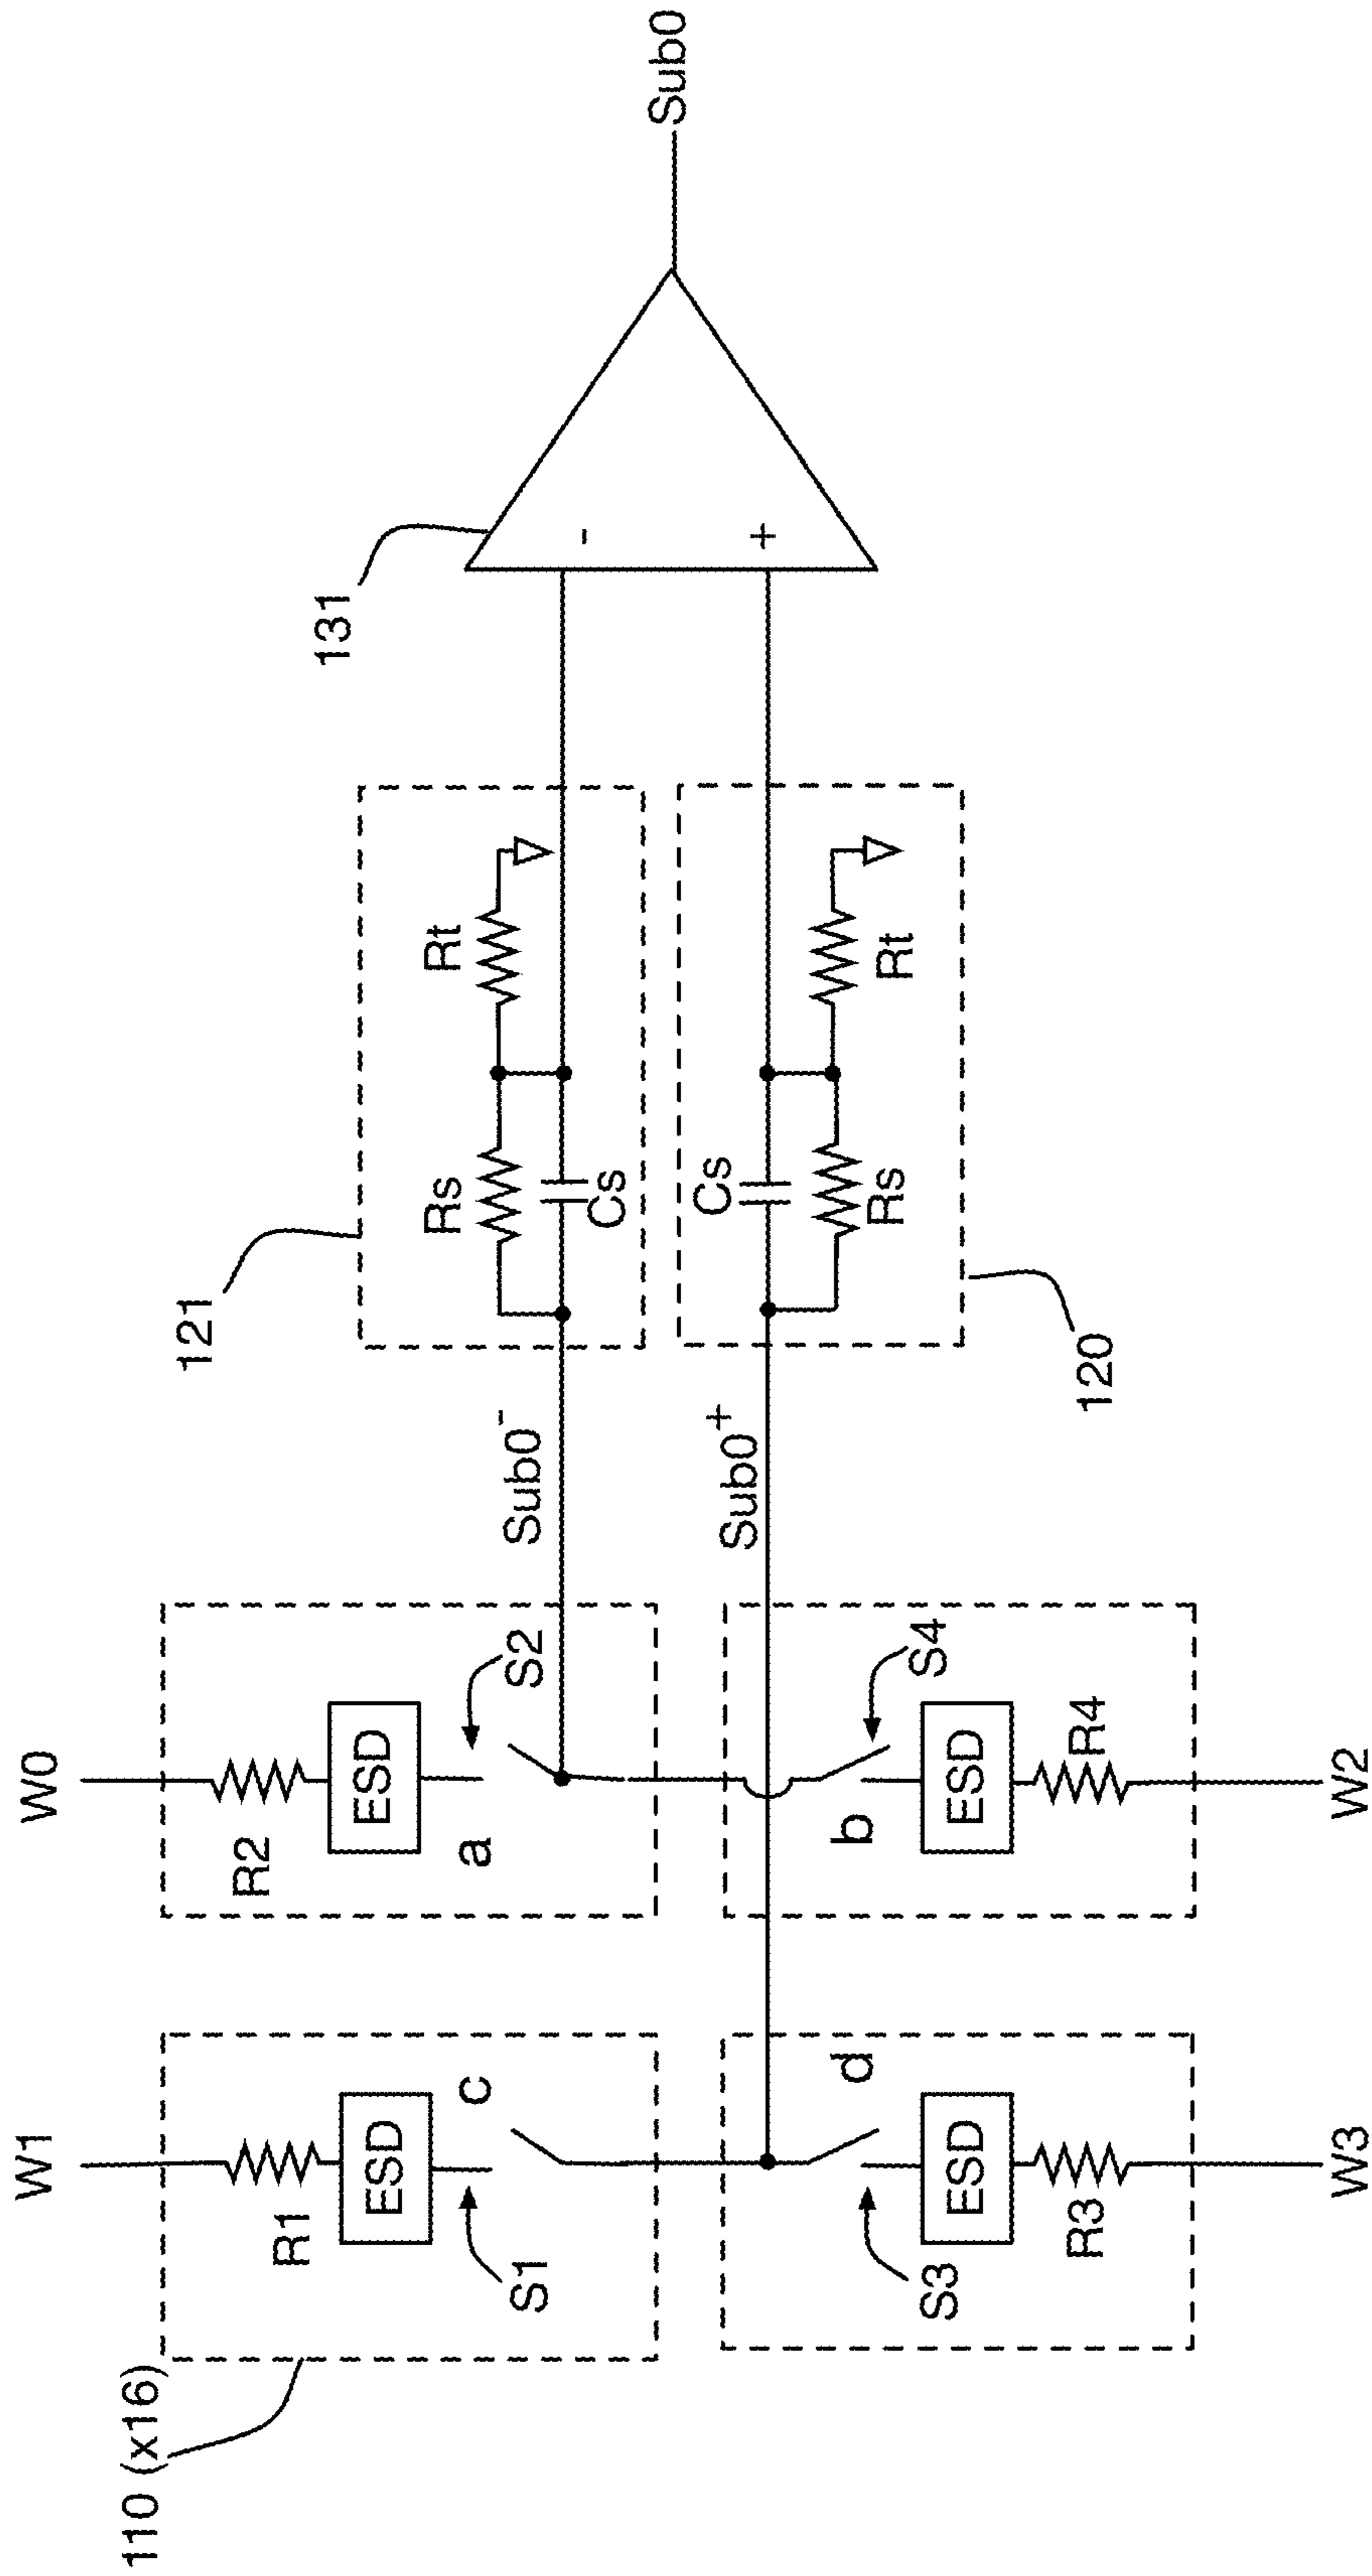 110 (x16)
W1
R1
ESD
c
S1
W0
R2
ESD
a
S2
d
ESD
S3
R3
W3
b
ESD
S4
R4
W2
Sub0-
Sub0+
121
Rs
Cs
Rt
Cs
Rs
Rt
120
131
-
+
Sub0